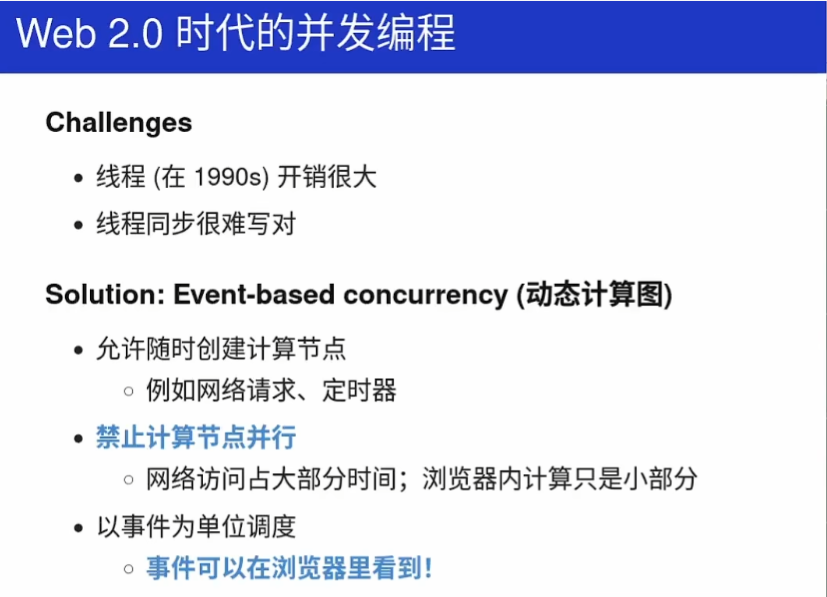 Web 2.0 时代的并发编程
Challenges
• 线程 (在 1990s) 开销很大
• 线程同步很难写对
Solution: Event-based concurrency (动态计算图)
• 允许随时创建计算节点
◦ 例如网络请求、定时器
• 禁止计算节点并行
◦ 网络访问占大部分时间；浏览器内计算只是小部分
• 以事件为单位调度
◦ 事件可以在浏览器里看到！